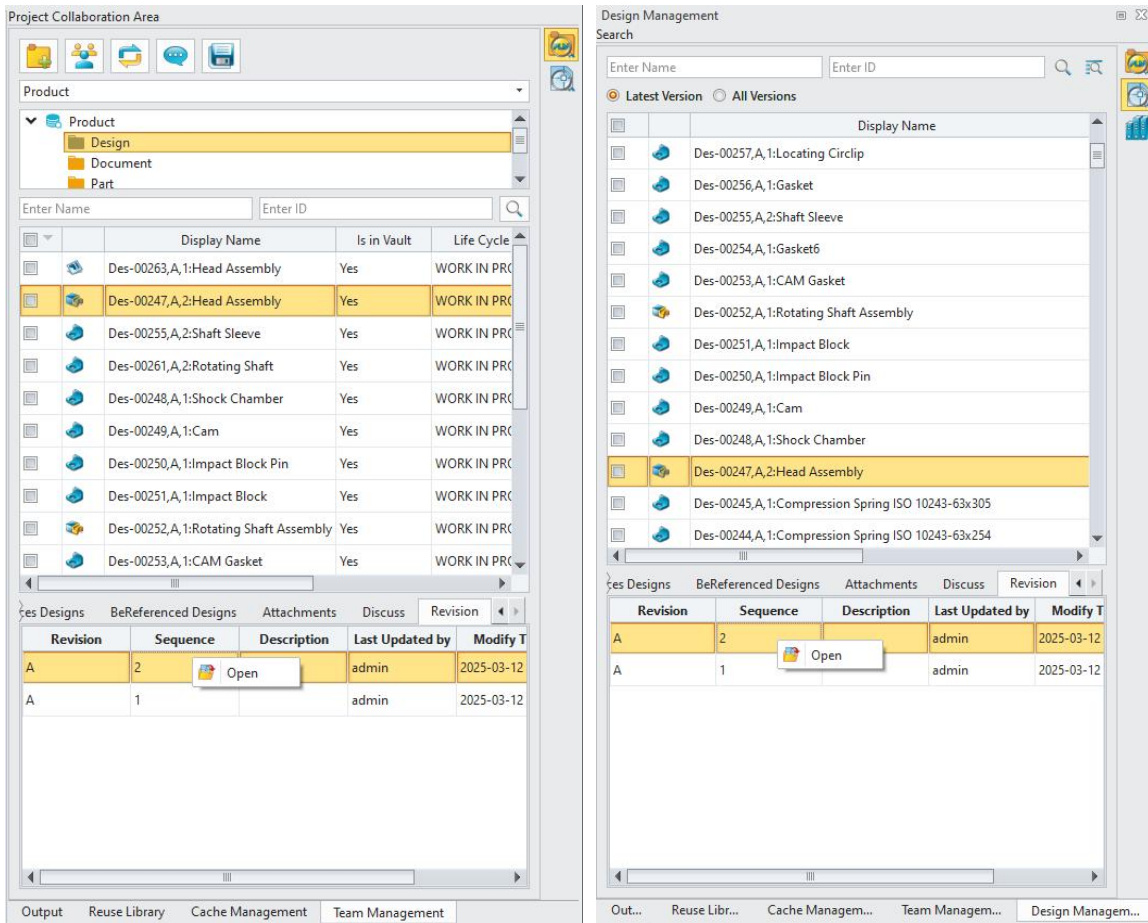 Project Collaboration Area
Product
Product
Design
Document
Part
Enter Name Enter ID
Display Name Is in Vault Life Cycle
Des-00263,A,1:Head Assembly Yes WORK IN PRO
Des-00247,A,2:Head Assembly Yes WORK IN PRO
Des-00255,A,2:Shaft Sleeve Yes WORK IN PRO
Des-00261,A,2:Rotating Shaft Yes WORK IN PRO
Des-00248,A,1:Shock Chamber Yes WORK IN PRO
Des-00249,A,1:Cam Yes WORK IN PRO
Des-00250,A,1:Impact Block Pin Yes WORK IN PRO
Des-00251,A,1:Impact Block Yes WORK IN PRO
Des-00252,A,1:Rotating Shaft Assembly Yes WORK IN PRO
Des-00253,A,1:CAM Gasket Yes WORK IN PRO
ces Designs BeReferenced Designs Attachments Discuss Revision
Revision Sequence Description Last Updated by Modify T
A 2 admin 2025-03-12
Open
A 1 admin 2025-03-12
Output Reuse Library Cache Management Team Management
Design Management
Search
Enter Name Enter ID
Latest Version All Versions
Display Name
Des-00257,A,1:Locating Circlip
Des-00256,A,1:Gasket
Des-00255,A,2:Shaft Sleeve
Des-00254,A,1:Gasket6
Des-00253,A,1:CAM Gasket
Des-00252,A,1:Rotating Shaft Assembly
Des-00251,A,1:Impact Block
Des-00250,A,1:Impact Block Pin
Des-00249,A,1:Cam
Des-00248,A,1:Shock Chamber
Des-00247,A,2:Head Assembly
Des-00245,A,1:Compression Spring ISO 10243-63x305
Des-00244,A,1:Compression Spring ISO 10243-63x254
ces Designs BeReferenced Designs Attachments Discuss Revision
Revision Sequence Description Last Updated by Modify T
A 2 admin 2025-03-12
Open
A 1 admin 2025-03-12
Out... Reuse Libr... Cache Managem... Team Managem... Design Managem...